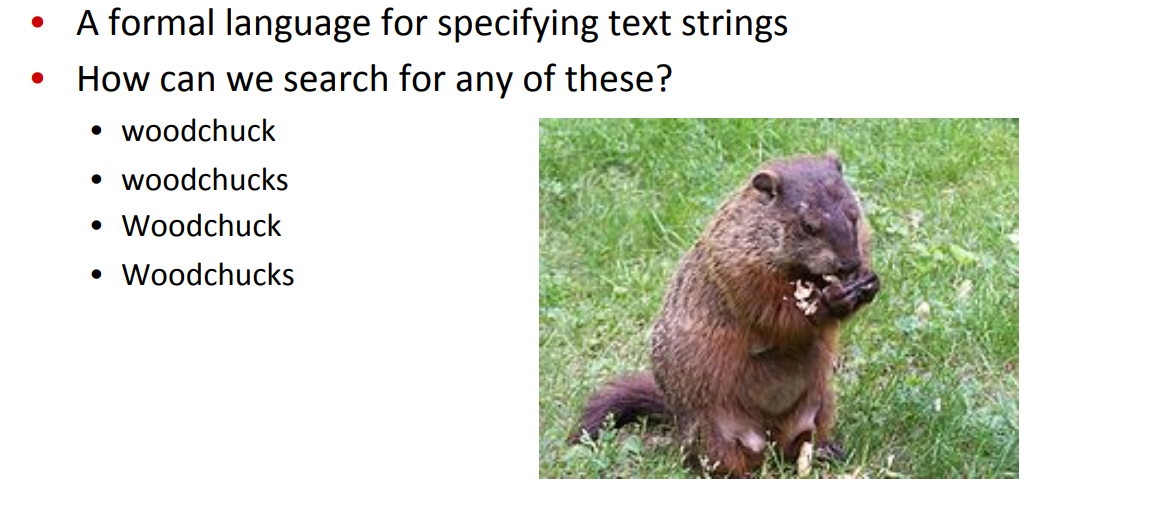 • A formal language for specifying text strings
• How can we search for any of these?
• woodchuck
• woodchucks
• Woodchuck
• Woodchucks